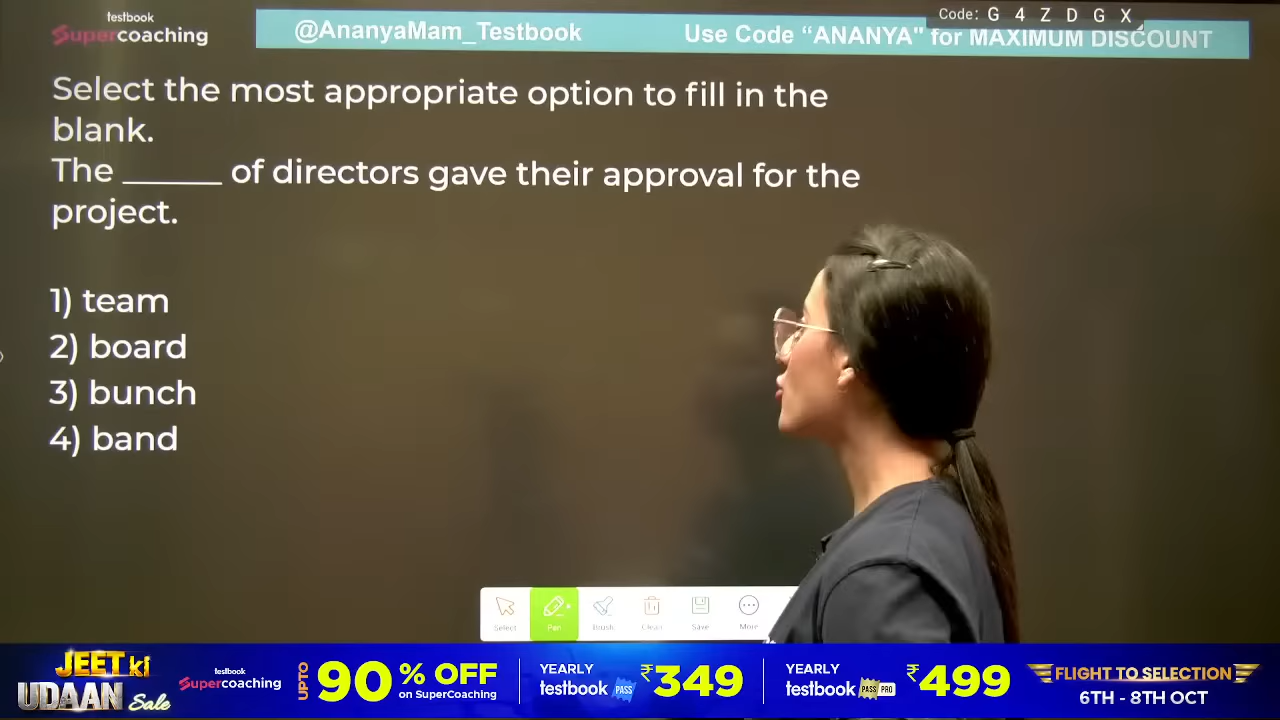 testbook
Supercoaching
@AnanyaMam_Testbook
Use Code “ANANYA" for MAXIMUM DISCOUNT
Code: G 4 Z D G X
Select the most appropriate option to fill in the
blank.
The ______ of directors gave their approval for the
project.
1) team
2) board
3) bunch
4) band
Select
Pen
Brush
Clean
Save
More
JEET ki
UDAAN Sale
testbook
Supercoaching
UPTO
90% OFF
on SuperCoaching
YEARLY
testbook PASS
₹349
YEARLY
testbook PASS PRO
₹499
FLIGHT TO SELECTION
6TH - 8TH OCT